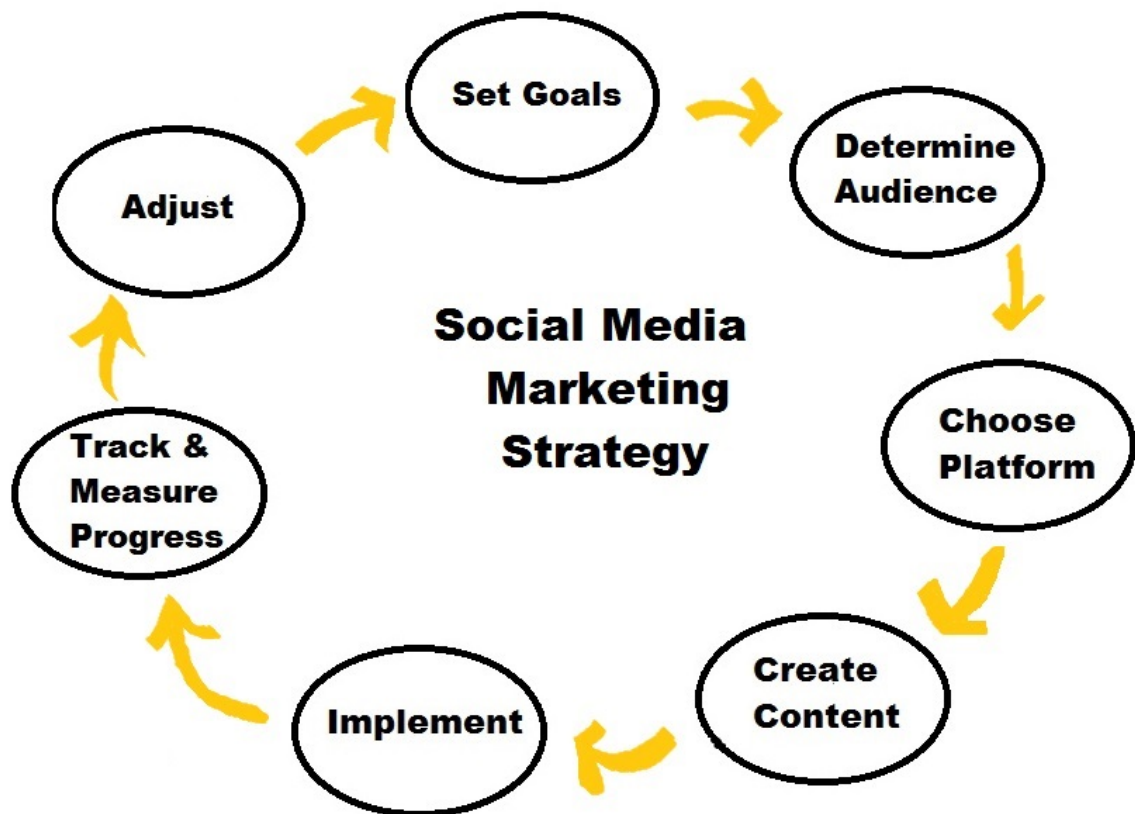 Set Goals
Determine
Audience
Choose
Platform
Create
Content
Implement
Track &
Measure
Progress
Adjust
Social Media
Marketing
Strategy